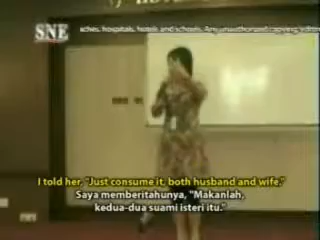 SNE
aches, hospitals, hotels and schools. Any unauthorised
I told her, "Just consume it, both husband and wife."
Saya memberitahunya, "Makanlah,
kedua-dua suami isteri itu."